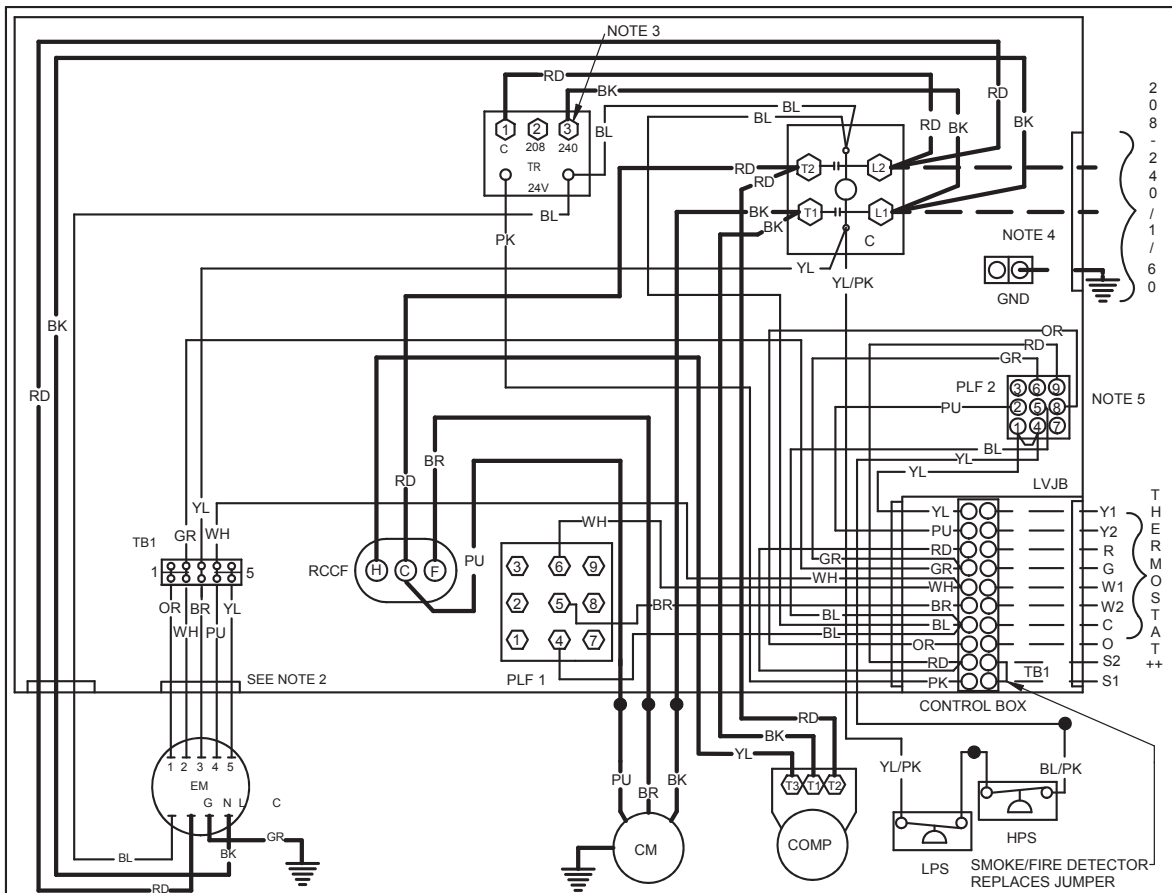 NOTE 3
RD
BK
1
2
3
C
208
240
TR
24V
BL
BL
BL
PK
RD
BK
RD
BK
RD
RD
BK
BK
T2
L2
T1
L1
C
YL
YL/PK
208-240/1/60
NOTE 4
GND
OR
RD
GR
PLF 2
3 6 9
2 5 8
1 4 7
NOTE 5
PU
BL
YL
YL
LVJB
BK
RD
BR
RD
PU
YL
GR
WH
TB1
1
5
OR
BR
YL
WH
PU
RCCF
H
C
F
WH
3 6 9
2 5 8
1 4 7
PLF 1
BR
YL
PU
RD
GR
GR
WH
WH
BR
BL
BL
OR
RD
PK
Y1
Y2
R
G
W1
W2
C
O
S2
S1
TB1
THERMOSTAT
++
CONTROL BOX
SEE NOTE 2
1 2 3 4 5
EM
G N L
C
GR
BK
BL
RD
PU
BR
BK
CM
RD
BK
YL
T3
T1
T2
COMP
YL/PK
BL/PK
LPS
HPS
SMOKE/FIRE DETECTOR
REPLACES JUMPER